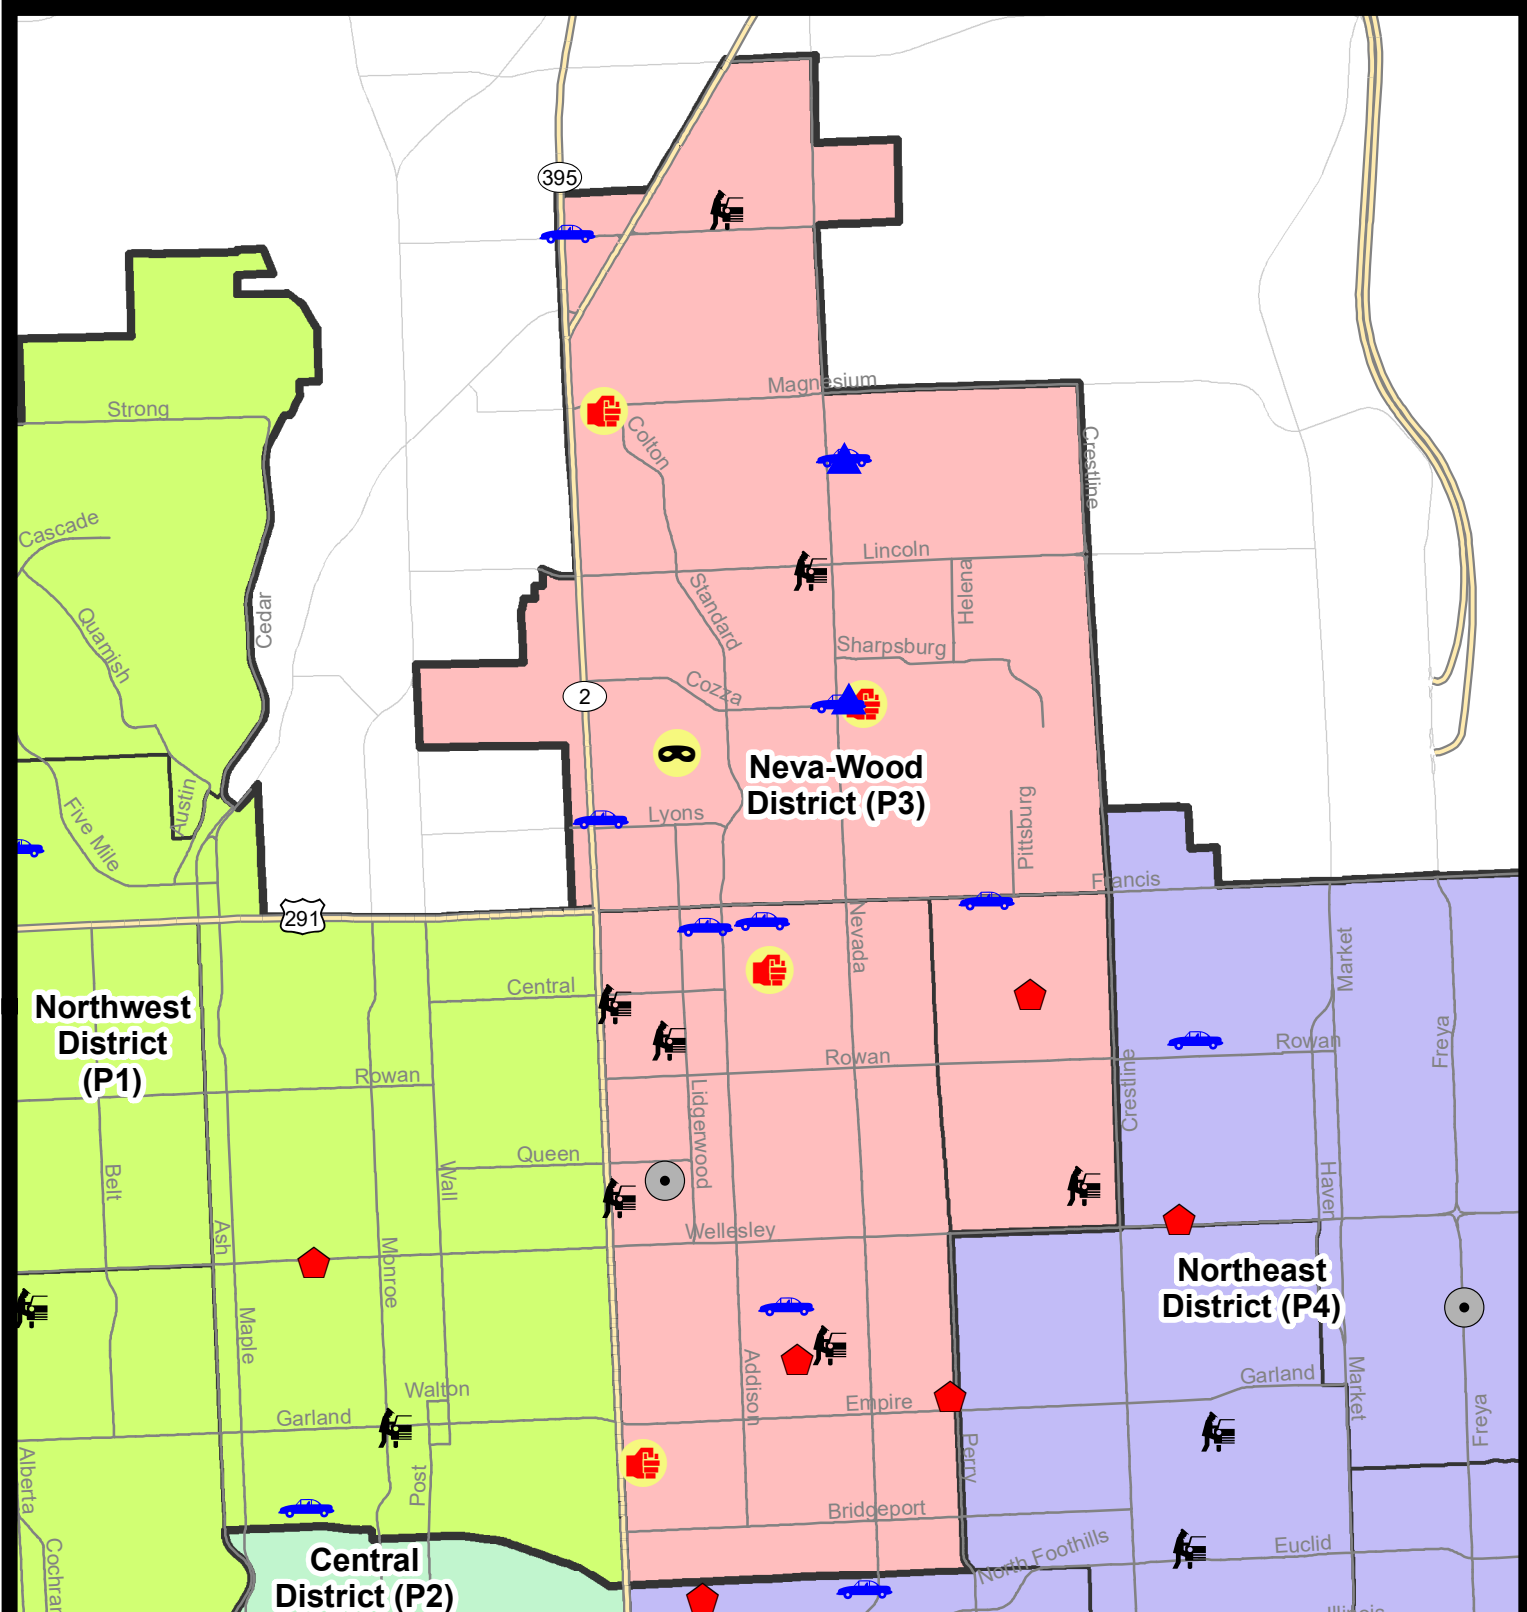 395
Magnesium
Strong
Colton
Crestline
Cascade
Lincoln
Helena
Standard
Cedar
Quamish
Sharpsburg
Cozza
2
Neva-Wood
District (P3)
Austin
Five Mile
Lyons
Pittsburg
Francis
291
Nevada
Market
Central
Northwest
District
(P1)
Freya
Rowan
Rowan
Rowan
Crestline
Lidgerwood
Queen
Wall
Belt
Haven
Ash
Wellesley
Monroe
Northeast
District (P4)
Maple
Addison
Market
Garland
Walton
Empire
Garland
Freya
Perry
Alberta
Post
Bridgeport
North Foothills
Euclid
Cochran
Central
District (P2)